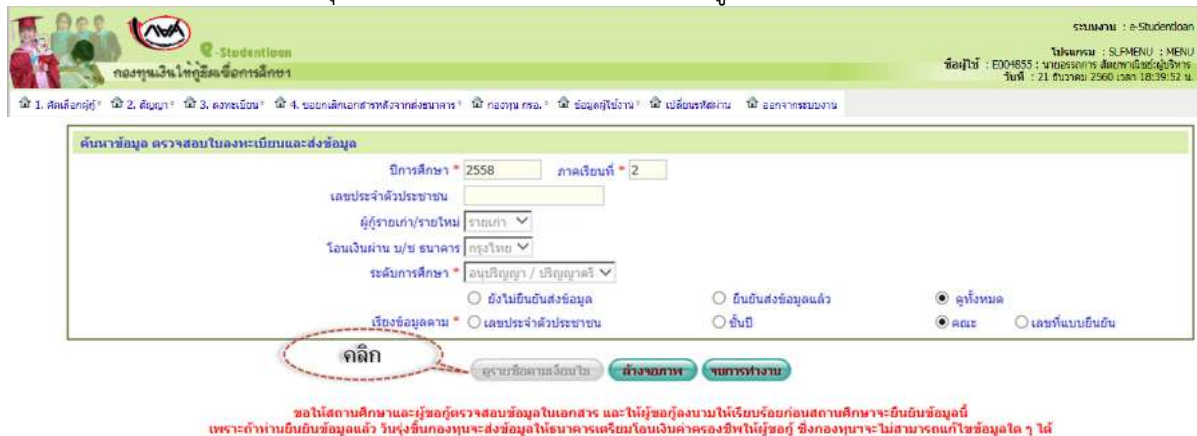 ระบบงาน : e-Studentloan
e-Studentloan
โปรแกรม : SLFMENU : MENU
กองทุนเงินให้กู้ยืมเพื่อการศึกษา
ชื่อผู้ใช้ : E004855 : นายอรรถการ สัตยพาณิชย์:ผู้บริหาร
วันที่ : 21 ธันวาคม 2560 เวลา 18:39:52 น.
1. คัดเลือกผู้กู้ 2. สัญญา 3. ลงทะเบียน 4. ขอยกเลิกเอกสารหลังจากส่งธนาคาร กองทุน กรอ. ข้อมูลผู้ใช้งาน เปลี่ยนรหัสผ่าน ออกจากระบบงาน
ค้นหาข้อมูล ตรวจสอบใบลงทะเบียนและส่งข้อมูล
ปีการศึกษา * 2558 ภาคเรียนที่ * 2
เลขประจำตัวประชาชน
ผู้กู้รายเก่า/รายใหม่ รายเก่า
โอนเงินผ่าน บ/ช ธนาคาร กรุงไทย
ระดับการศึกษา * อนุปริญญา / ปริญญาตรี
ยังไม่ยืนยันส่งข้อมูล ยืนยันส่งข้อมูลแล้ว ดูทั้งหมด
เรียงข้อมูลตาม * เลขประจำตัวประชาชน ชั้นปี คณะ เลขที่แบบยืนยัน
คลิก
ดูรายชื่อตามเงื่อนไข ล้างจอภาพ จบการทำงาน
ขอให้สถานศึกษาและผู้ขอกู้ตรวจสอบข้อมูลในเอกสาร และให้ผู้ขอกู้ลงนามให้เรียบร้อยก่อนสถานศึกษาจะยืนยันข้อมูลนี้
เพราะถ้าท่านยืนยันข้อมูลแล้ว วันรุ่งขึ้นกองทุนจะส่งข้อมูลให้ธนาคารเตรียมโอนเงินค่าครองชีพให้ผู้ขอกู้ ซึ่งกองทุนฯจะไม่สามารถแก้ไขข้อมูลใด ๆ ได้